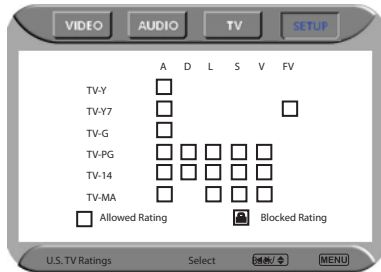 VIDEO AUDIO TV SETUP
A D L S V FV
TV-Y
TV-Y7
TV-G
TV-PG
TV-14
TV-MA
Allowed Rating Blocked Rating
U.S. TV Ratings Select MENU